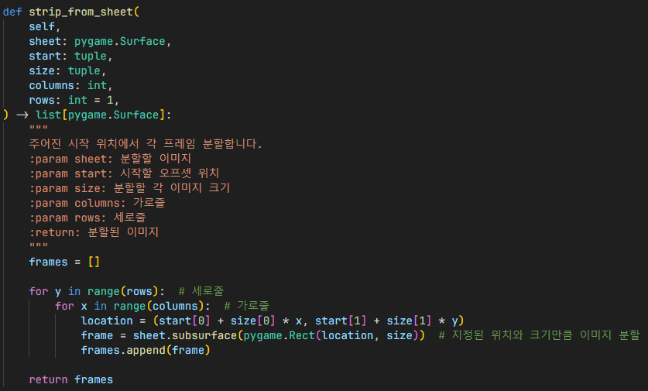 def strip_from_sheet(
    self,
    sheet: pygame.Surface,
    start: tuple,
    size: tuple,
    columns: int,
    rows: int = 1,
) -> list[pygame.Surface]:
    """
    주어진 시작 위치에서 각 프레임 분할합니다.
    :param sheet: 분할할 이미지
    :param start: 시작할 오프셋 위치
    :param size: 분할할 각 이미지 크기
    :param columns: 가로줄
    :param rows: 세로줄
    :return: 분할된 이미지
    """
    frames = []

    for y in range(rows):  # 세로줄
        for x in range(columns):  # 가로줄
            location = (start[0] + size[0] * x, start[1] + size[1] * y)
            frame = sheet.subsurface(pygame.Rect(location, size))  # 지정된 위치와 크기만큼 이미지 분할
            frames.append(frame)

    return frames